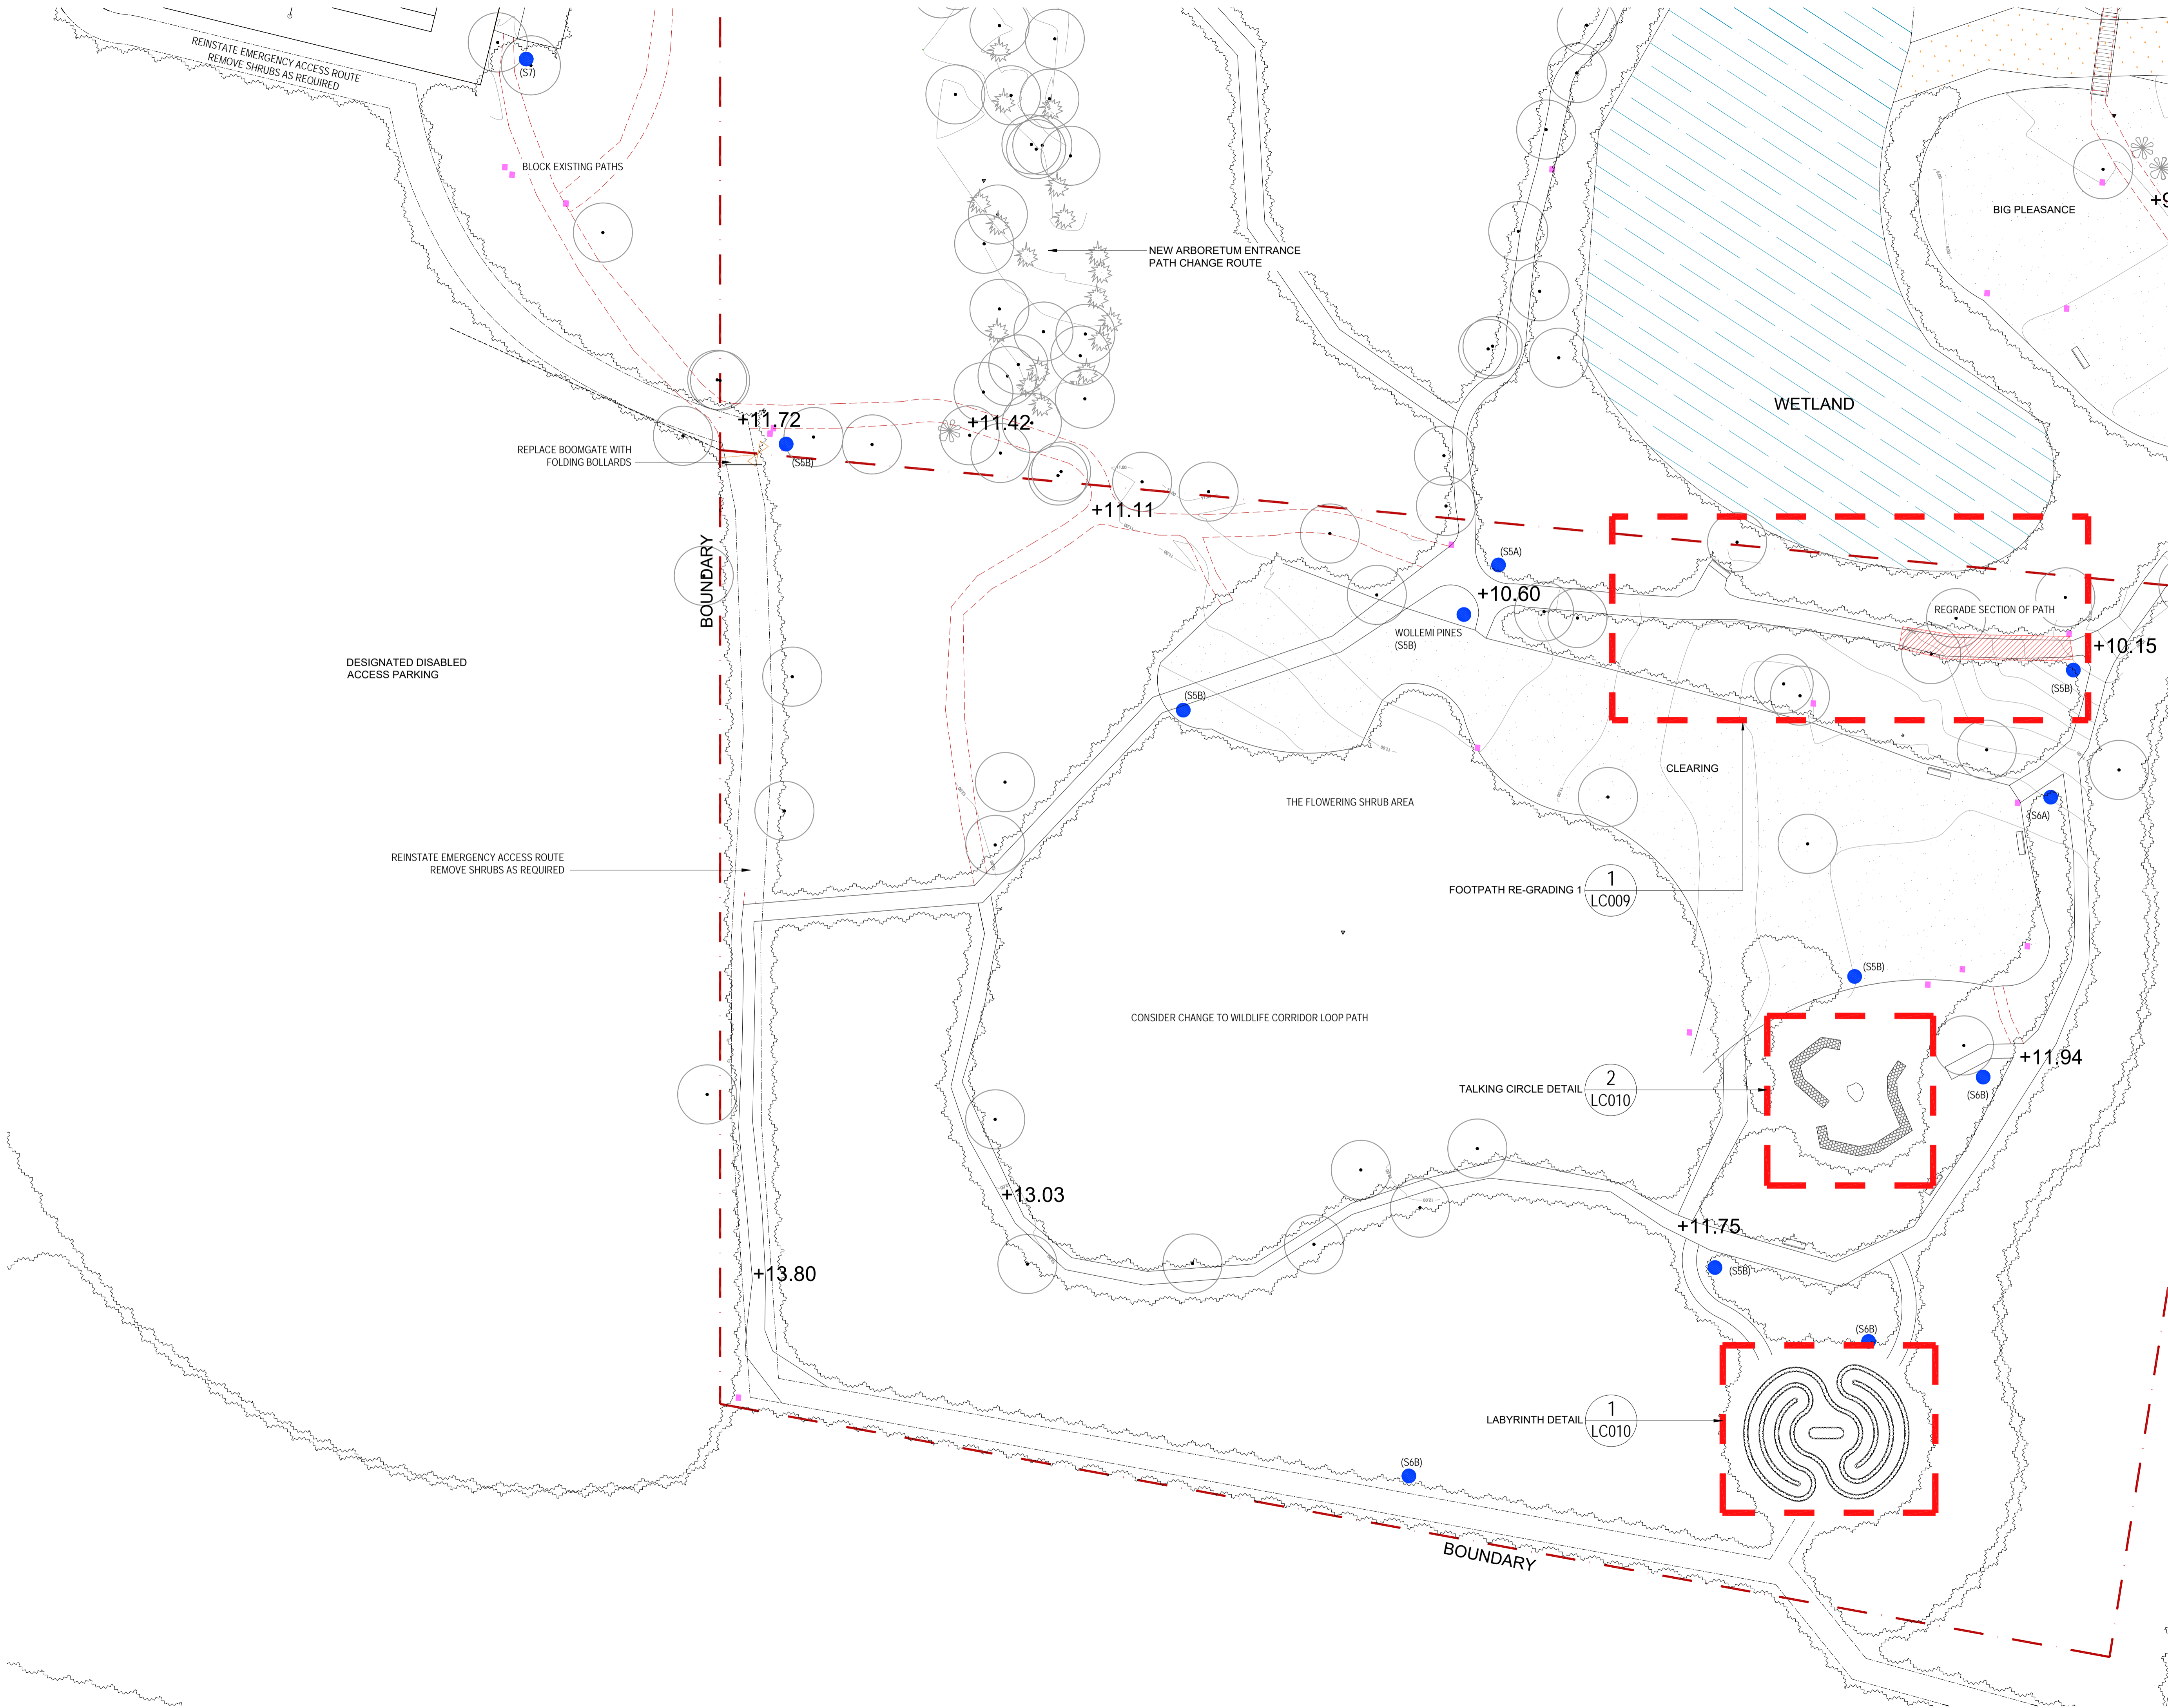 REINSTATE EMERGENCY ACCESS ROUTE
REMOVE SHRUBS AS REQUIRED
(S7)
BLOCK EXISTING PATHS
NEW ARBORETUM ENTRANCE
PATH CHANGE ROUTE
BIG PLEASANCE
+9
WETLAND
+11.72
+11.42
REPLACE BOOMGATE WITH
FOLDING BOLLARDS
(S5B)
+11.11
BOUNDARY
(S5A)
+10.60
WOLLEMI PINES
(S5B)
REGRADE SECTION OF PATH
+10.15
(S5B)
DESIGNATED DISABLED
ACCESS PARKING
(S5B)
CLEARING
THE FLOWERING SHRUB AREA
(S6A)
REINSTATE EMERGENCY ACCESS ROUTE
REMOVE SHRUBS AS REQUIRED
FOOTPATH RE-GRADING 1
1
LC009
(S5B)
CONSIDER CHANGE TO WILDLIFE CORRIDOR LOOP PATH
+11.94
TALKING CIRCLE DETAIL
2
LC010
(S6B)
+13.03
+11.75
+13.80
(S5B)
(S6B)
LABYRINTH DETAIL
1
LC010
(S6B)
BOUNDARY